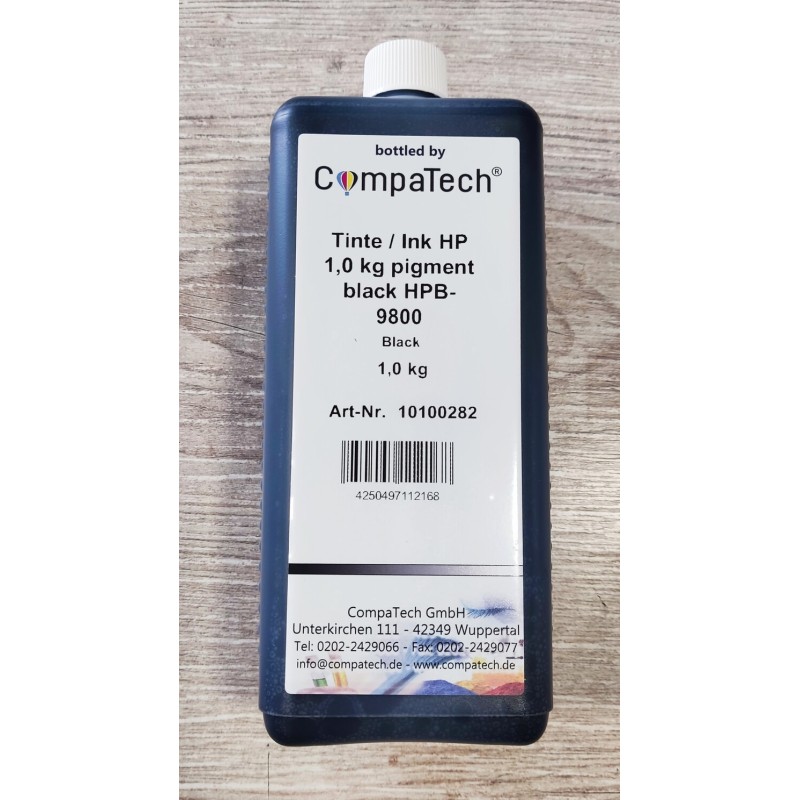 bottled by
CompaTech®
Tinte / Ink HP
1,0 kg pigment
black HPB-
9800
Black
1,0 kg
Art-Nr. 10100282
4250497112168
CompaTech GmbH
Unterkirchen 111 - 42349 Wuppertal
Tel: 0202-2429066 - Fax: 0202-2429077
info@compatech.de - www.compatech.de